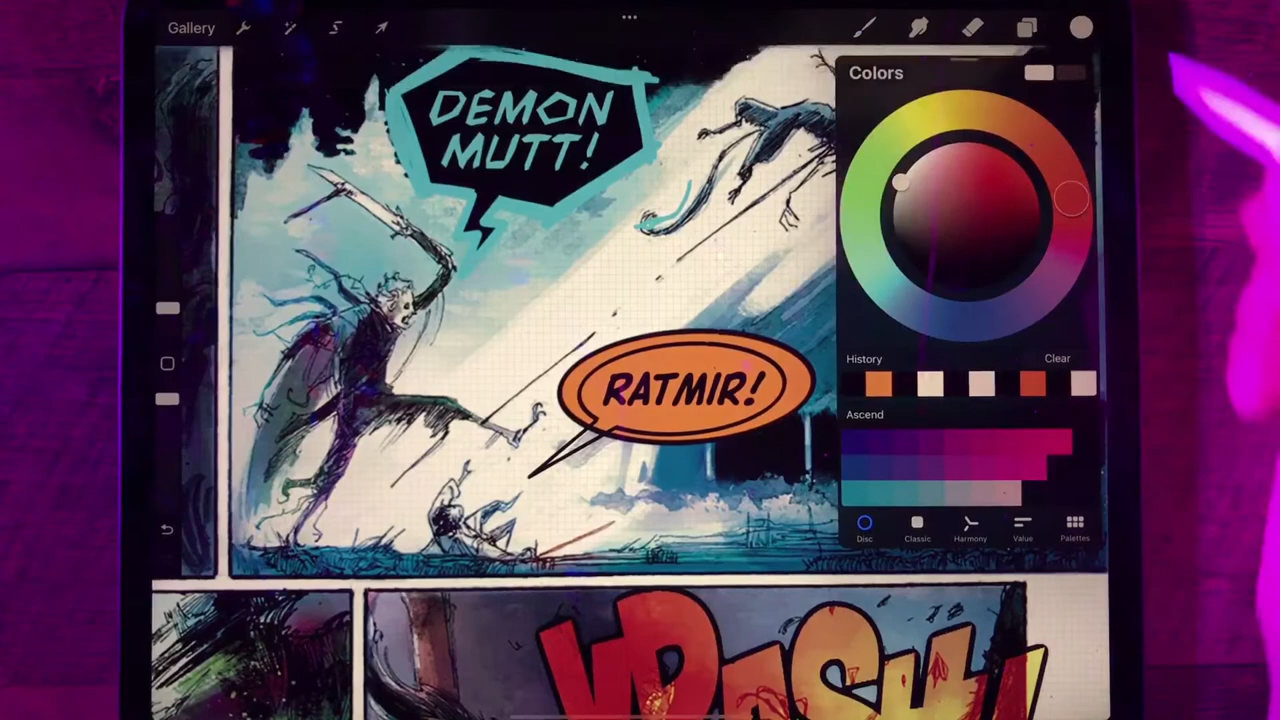 Gallery
DEMON
MUTT!
RATMIR!
Colors
History
Clear
Ascend
Disc
Classic
Harmony
Value
Palettes